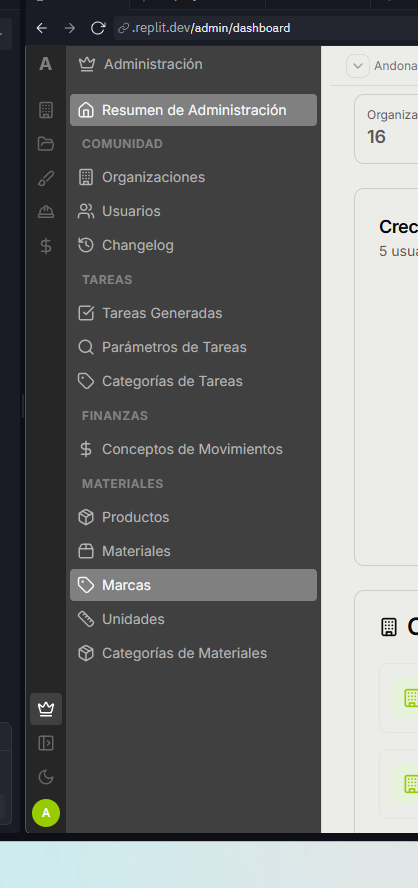 .replit.dev/admin/dashboard
A
Administración
Andona
Resumen de Administración
Organiza
16
COMUNIDAD
Organizaciones
Usuarios
Crec
Changelog
5 usua
TAREAS
Tareas Generadas
Parámetros de Tareas
Categorías de Tareas
FINANZAS
Conceptos de Movimientos
MATERIALES
Productos
Materiales
Marcas
Unidades
Categorías de Materiales
A